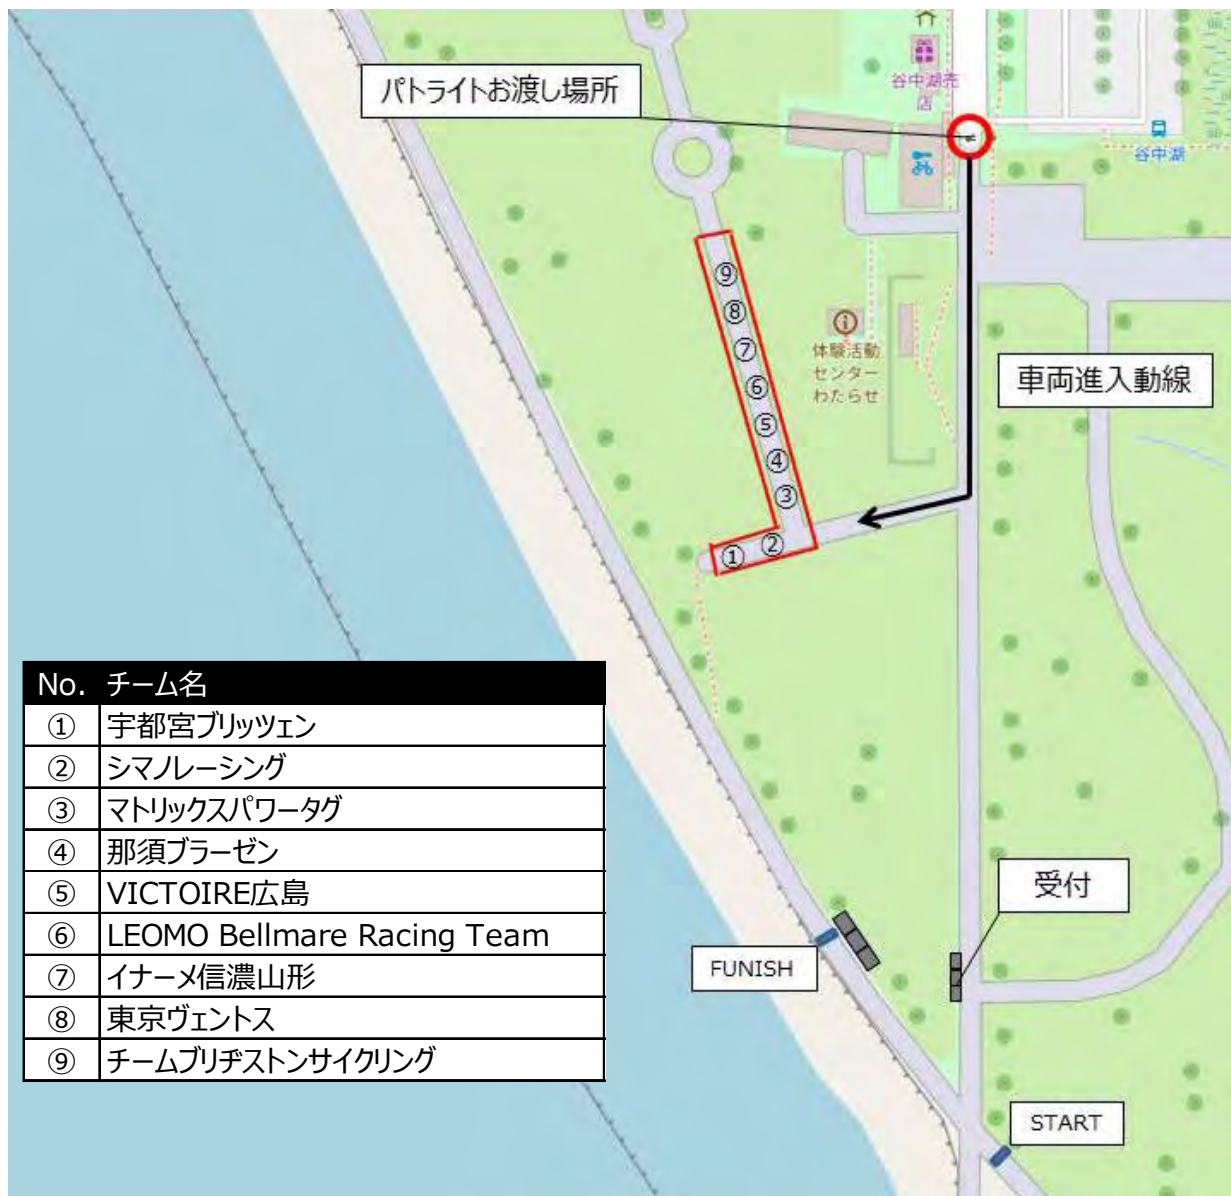 パトライトお渡し場所
谷中湖売
店
谷中湖
⑨
⑧
⑦
⑥
⑤
④
③
②
①
体験活動
センター
わたらせ
車両進入動線
No. チーム名
① 宇都宮ブリッツェン
② シマノレーシング
③ マトリックスパワータグ
④ 那須ブラーゼン
⑤ VICTOIRE広島
⑥ LEOMO Bellmare Racing Team
⑦ イナーメ信濃山形
⑧ 東京ヴェントス
⑨ チームブリヂストンサイクリング
受付
FUNISH
START